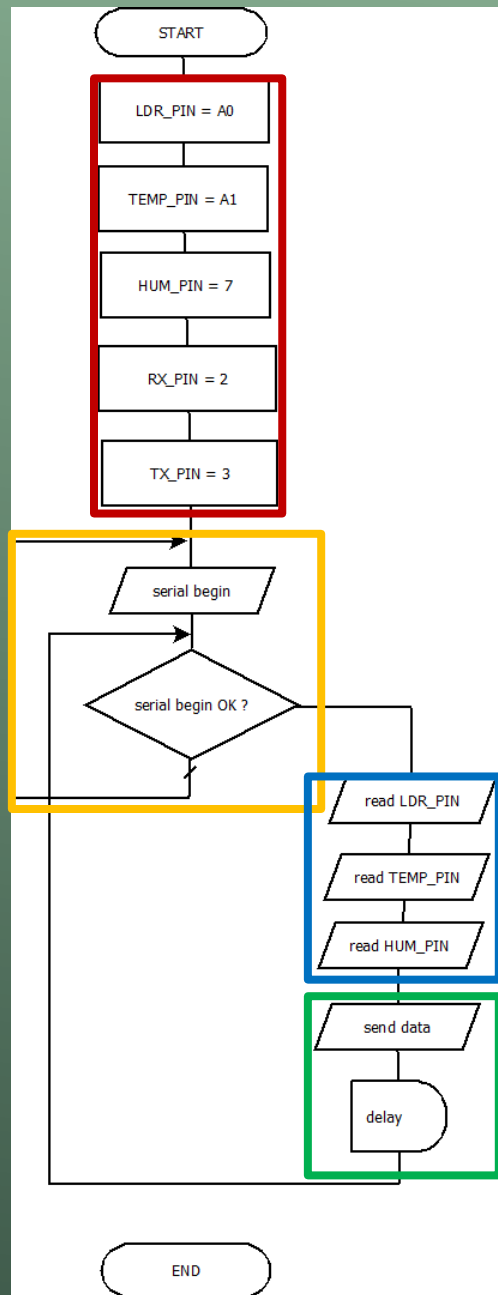 START
LDR_PIN = A0
TEMP_PIN = A1
HUM_PIN = 7
RX_PIN = 2
TX_PIN = 3
serial begin
serial begin OK ?
read LDR_PIN
read TEMP_PIN
read HUM_PIN
send data
delay
END